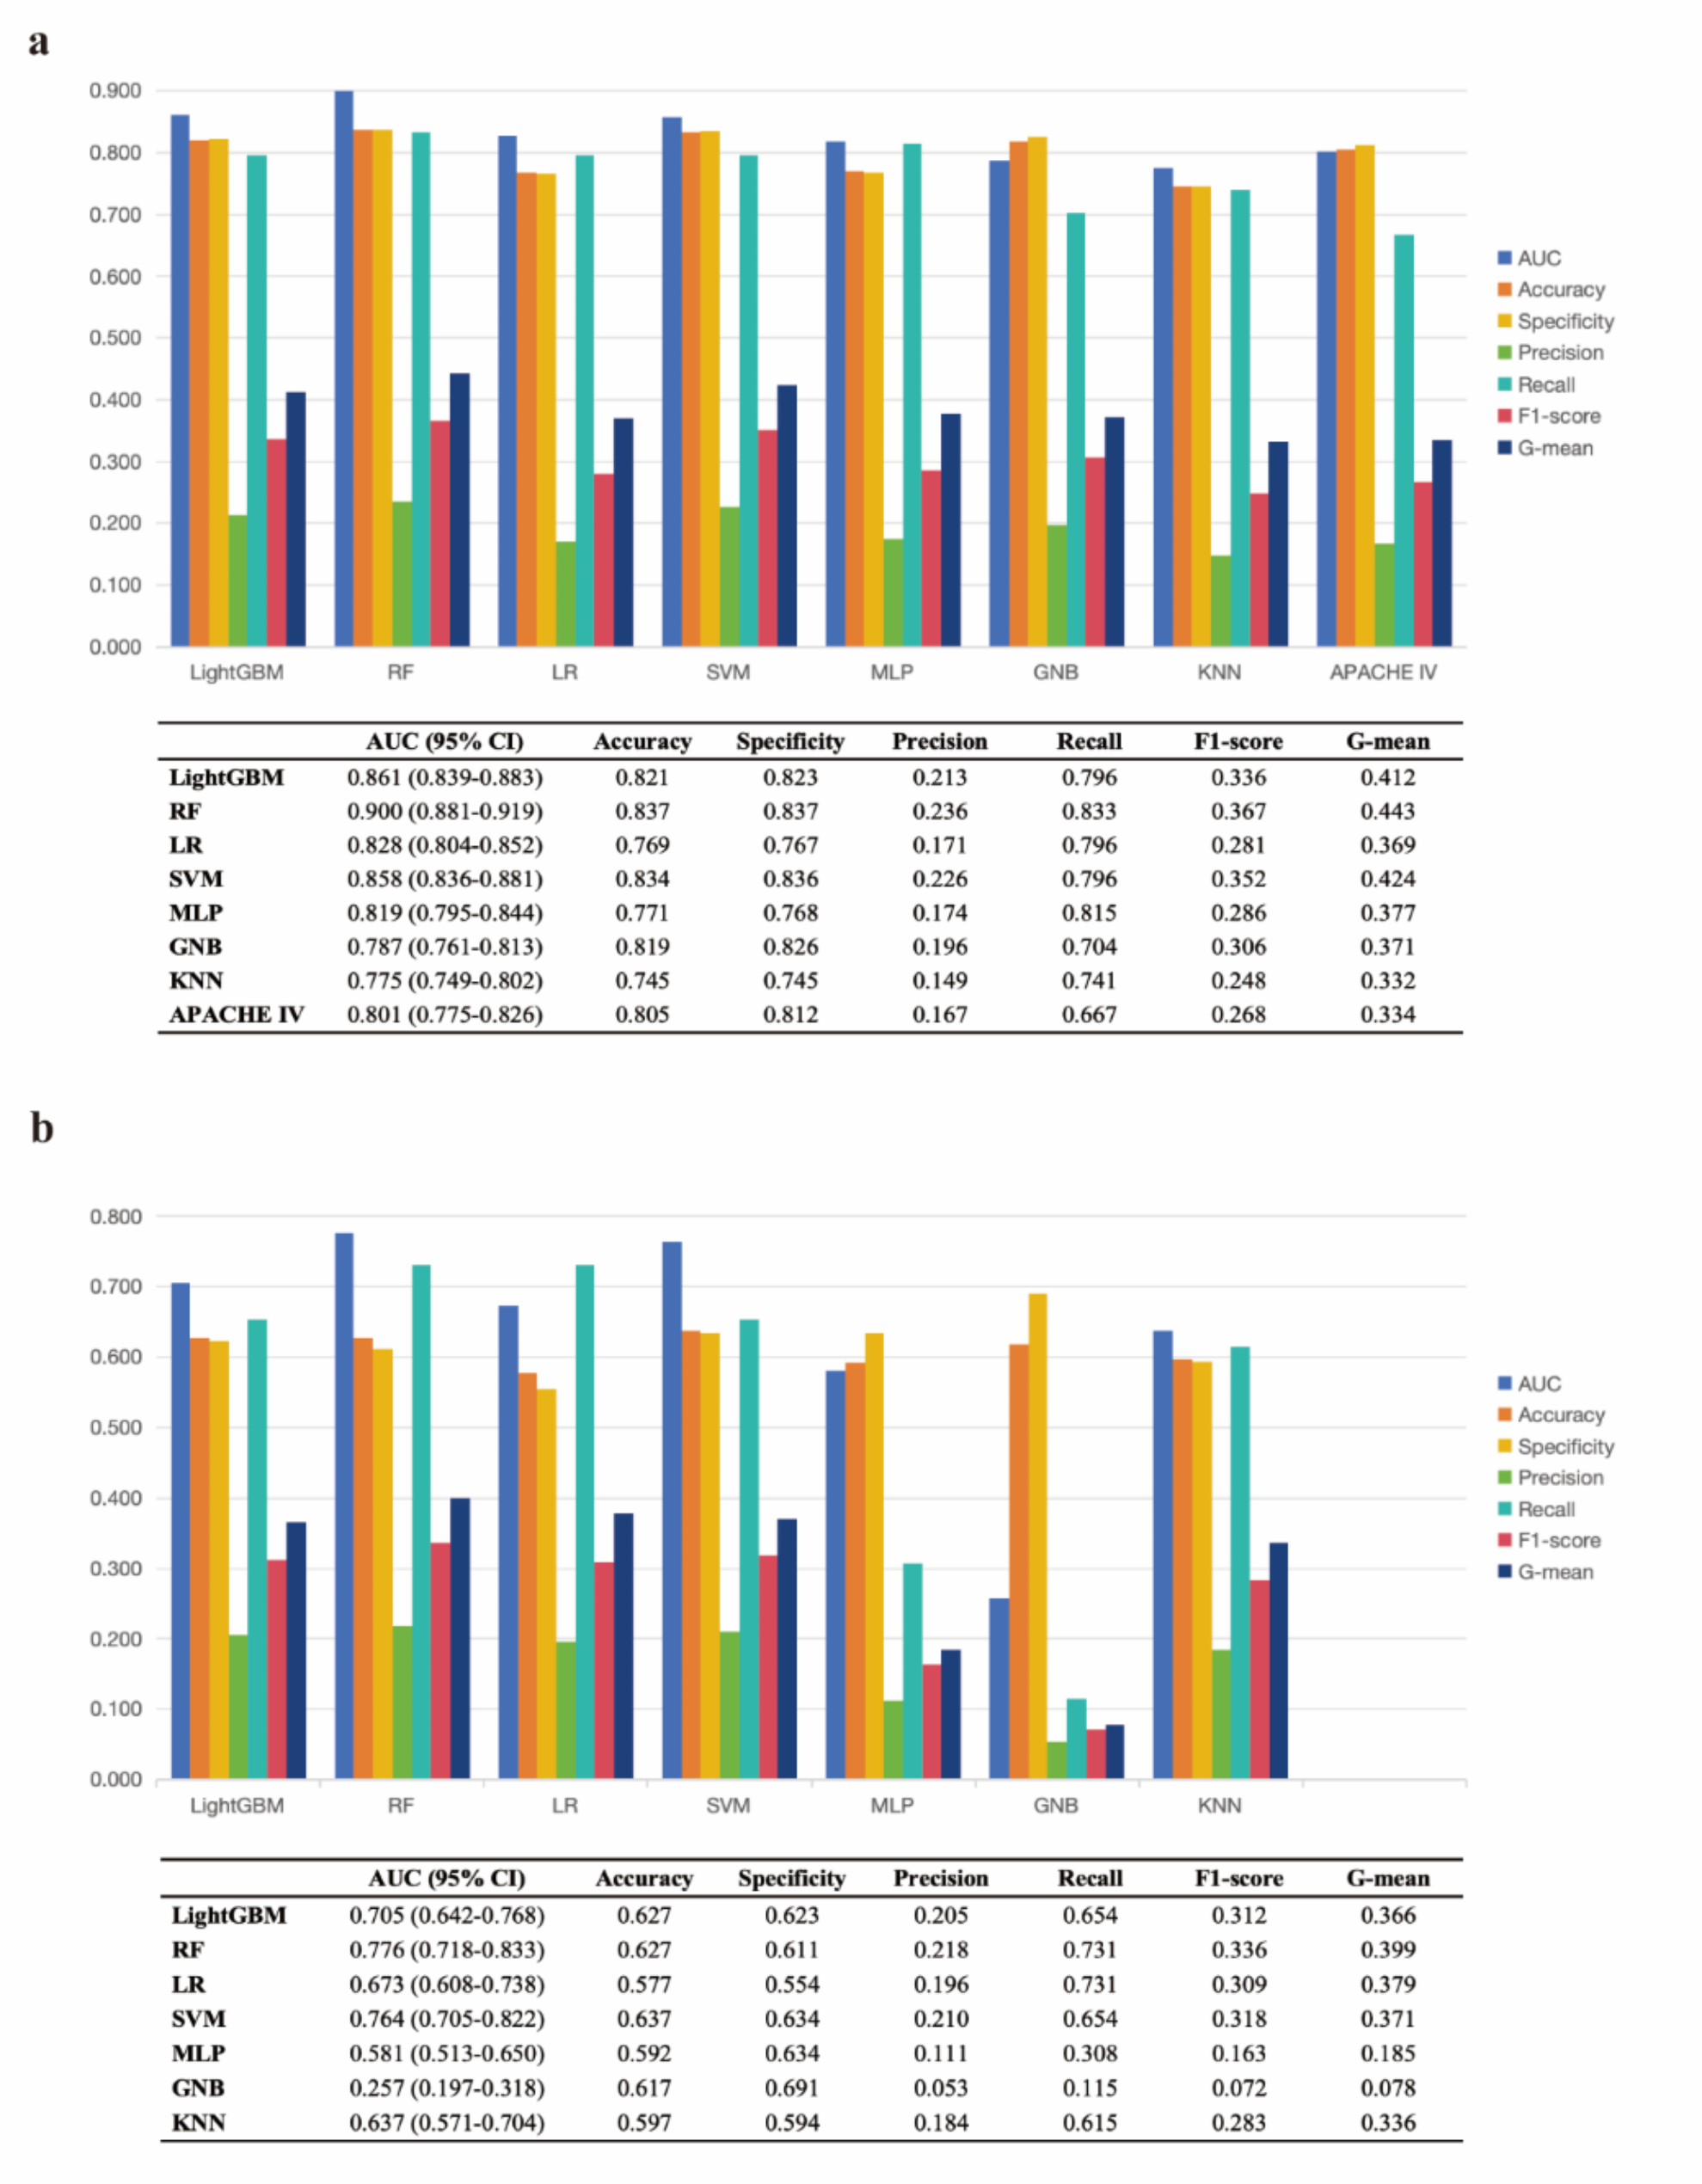 a
0.900
0.800
0.700
0.600
0.500
0.400
0.300
0.200
0.100
0.000
LightGBM RF LR SVM MLP GNB KNN APACHE IV
AUC
Accuracy
Specificity
Precision
Recall
F1-score
G-mean
AUC (95% CI) Accuracy Specificity Precision Recall F1-score G-mean
LightGBM 0.861 (0.839-0.883) 0.821 0.823 0.213 0.796 0.336 0.412
RF 0.900 (0.881-0.919) 0.837 0.837 0.236 0.833 0.367 0.443
LR 0.828 (0.804-0.852) 0.769 0.767 0.171 0.796 0.281 0.369
SVM 0.858 (0.836-0.881) 0.834 0.836 0.226 0.796 0.352 0.424
MLP 0.819 (0.795-0.844) 0.771 0.768 0.174 0.815 0.286 0.377
GNB 0.787 (0.761-0.813) 0.819 0.826 0.196 0.704 0.306 0.371
KNN 0.775 (0.749-0.802) 0.745 0.745 0.149 0.741 0.248 0.332
APACHE IV 0.801 (0.775-0.826) 0.805 0.812 0.167 0.667 0.268 0.334
b
0.800
0.700
0.600
0.500
0.400
0.300
0.200
0.100
0.000
LightGBM RF LR SVM MLP GNB KNN
AUC
Accuracy
Specificity
Precision
Recall
F1-score
G-mean
AUC (95% CI) Accuracy Specificity Precision Recall F1-score G-mean
LightGBM 0.705 (0.642-0.768) 0.627 0.623 0.205 0.654 0.312 0.366
RF 0.776 (0.718-0.833) 0.627 0.611 0.218 0.731 0.336 0.399
LR 0.673 (0.608-0.738) 0.577 0.554 0.196 0.731 0.309 0.379
SVM 0.764 (0.705-0.822) 0.637 0.634 0.210 0.654 0.318 0.371
MLP 0.581 (0.513-0.650) 0.592 0.634 0.111 0.308 0.163 0.185
GNB 0.257 (0.197-0.318) 0.617 0.691 0.053 0.115 0.072 0.078
KNN 0.637 (0.571-0.704) 0.597 0.594 0.184 0.615 0.283 0.336